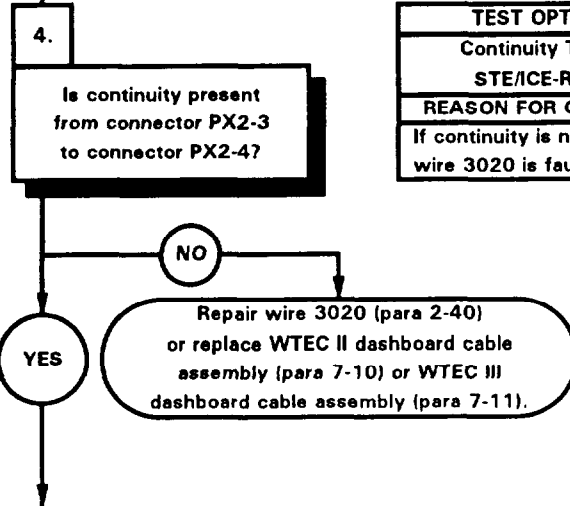 4.
Is continuity present
from connector PX2-3
to connector PX2-4?
TEST OPT
Continuity
STE/ICE-R
REASON FOR
If continuity is
wire 3020 is
NO
YES
Repair wire 3020 (para 2-40)
or replace WTEC II dashboard cable
assembly (para 7-10) or WTEC III
dashboard cable assembly (para 7-11).